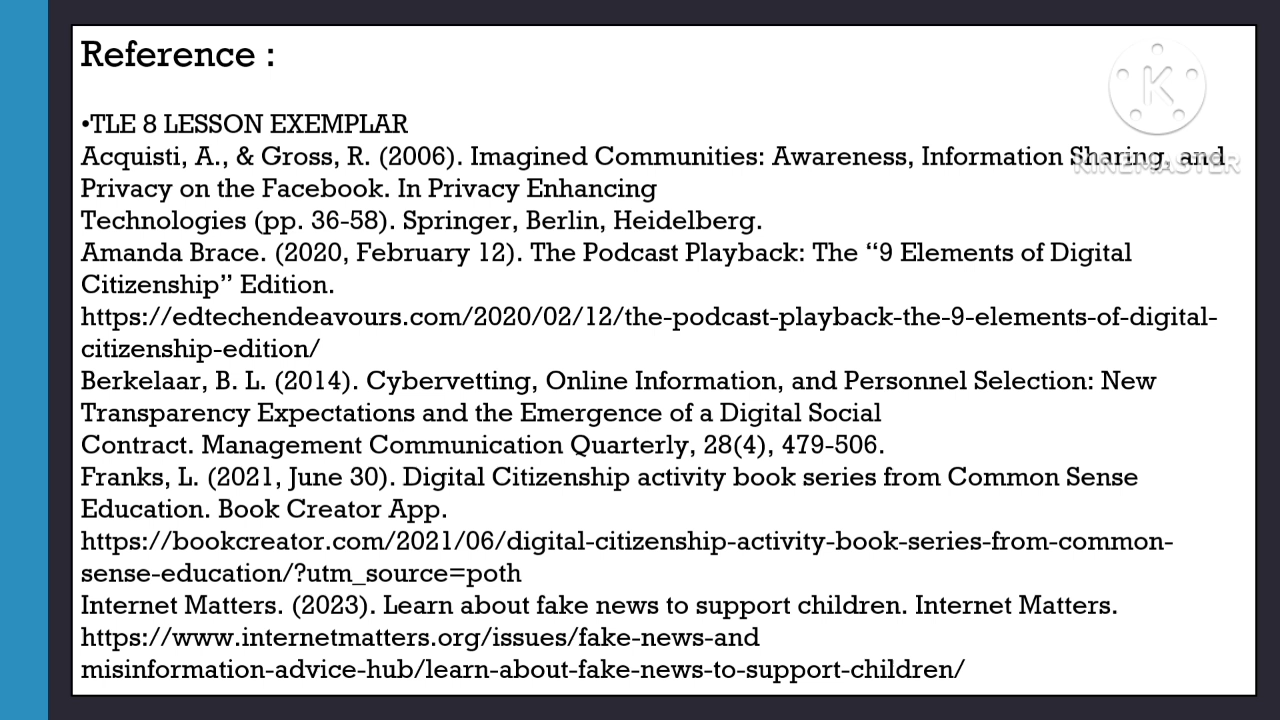 Reference :
•TLE 8 LESSON EXEMPLAR
Acquisti, A., & Gross, R. (2006). Imagined Communities: Awareness, Information Sharing, and
Privacy on the Facebook. In Privacy Enhancing
Technologies (pp. 36-58). Springer, Berlin, Heidelberg.
Amanda Brace. (2020, February 12). The Podcast Playback: The “9 Elements of Digital
Citizenship” Edition.
https://edtechendeavours.com/2020/02/12/the-podcast-playback-the-9-elements-of-digital-
citizenship-edition/
Berkelaar, B. L. (2014). Cybervetting, Online Information, and Personnel Selection: New
Transparency Expectations and the Emergence of a Digital Social
Contract. Management Communication Quarterly, 28(4), 479-506.
Franks, L. (2021, June 30). Digital Citizenship activity book series from Common Sense
Education. Book Creator App.
https://bookcreator.com/2021/06/digital-citizenship-activity-book-series-from-common-
sense-education/?utm_source=poth
Internet Matters. (2023). Learn about fake news to support children. Internet Matters.
https://www.internetmatters.org/issues/fake-news-and
misinformation-advice-hub/learn-about-fake-news-to-support-children/
K
KINEMASTER